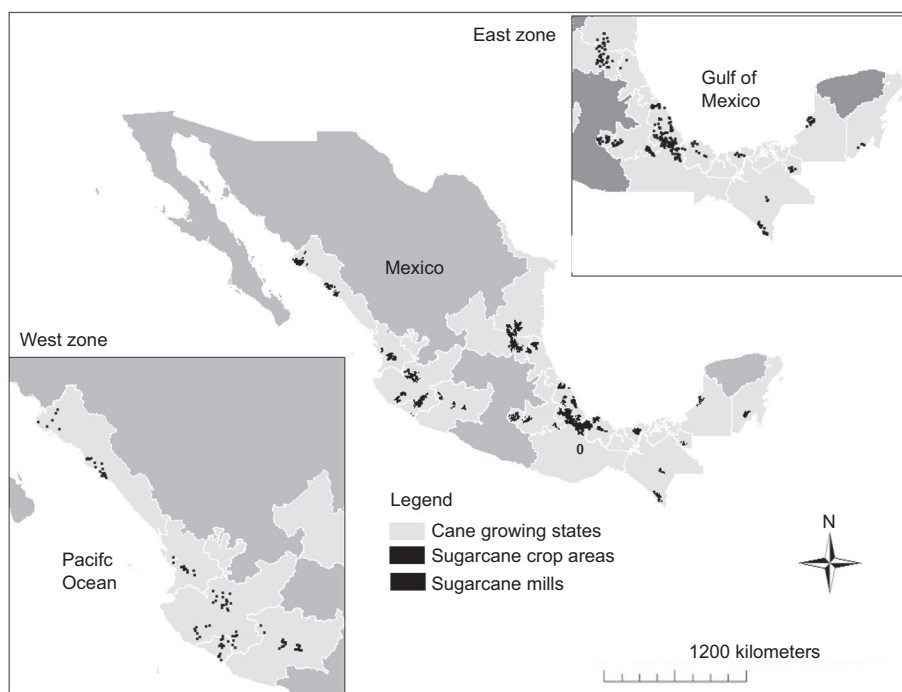 East zone
Gulf of
Mexico
Mexico
West zone
Pacifc
Ocean
0
Legend
Cane growing states
Sugarcane crop areas
Sugarcane mills
N
1200 kilometers